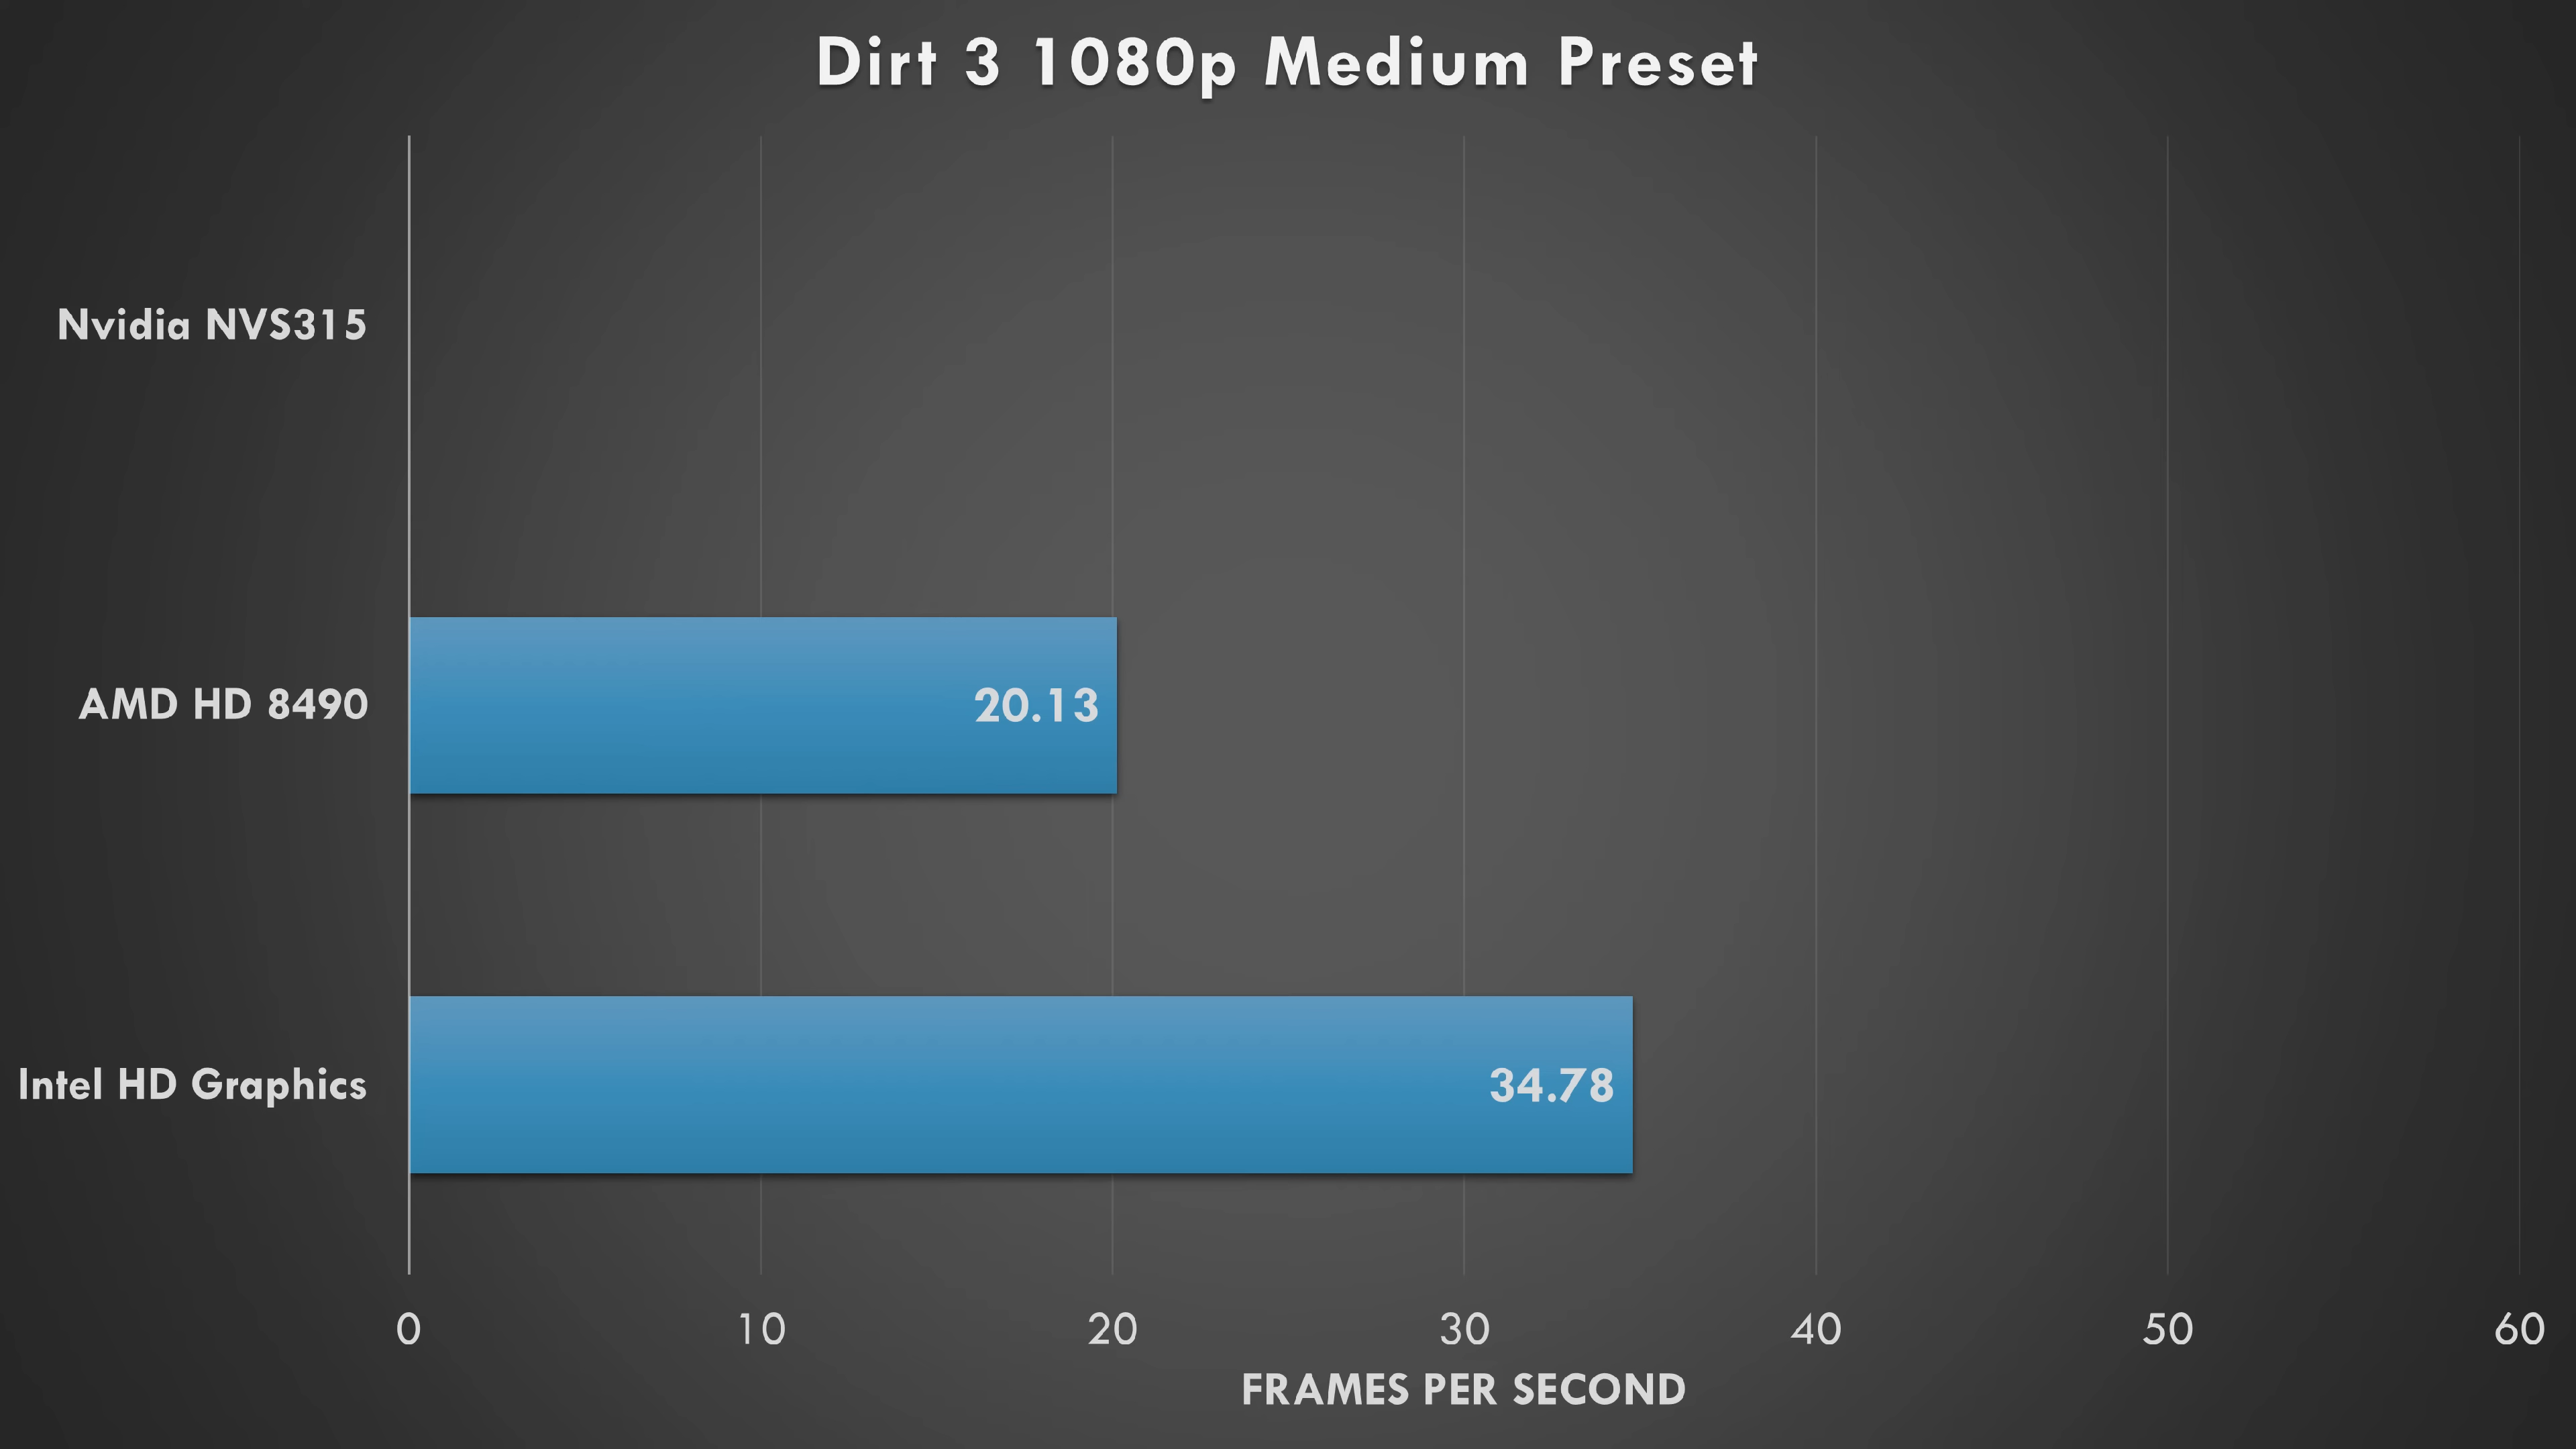 Dirt 3 1080p Medium Preset
Nvidia NVS315
AMD HD 8490
20.13
Intel HD Graphics
34.78
0 10 20 30 40 50 60
FRAMES PER SECOND